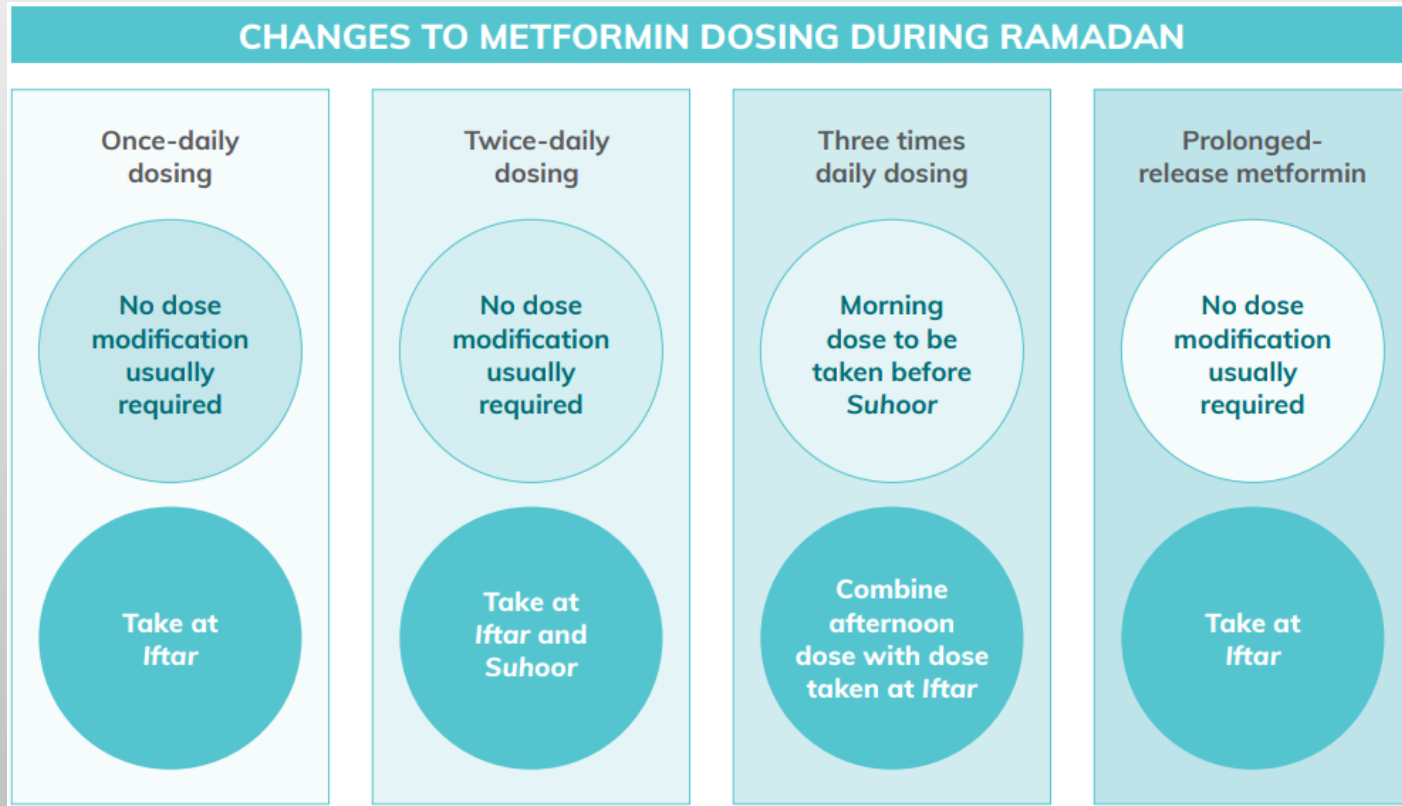 CHANGES TO METFORMIN DOSING DURING RAMADAN
Once-daily
dosing
No dose
modification
usually
required
Take at
Iftar
Twice-daily
dosing
No dose
modification
usually
required
Take at
Iftar and
Suhoor
Three times
daily dosing
Morning
dose to be
taken before
Suhoor
Combine
afternoon
dose with dose
taken at Iftar
Prolonged-
release metformin
No dose
modification
usually
required
Take at
Iftar